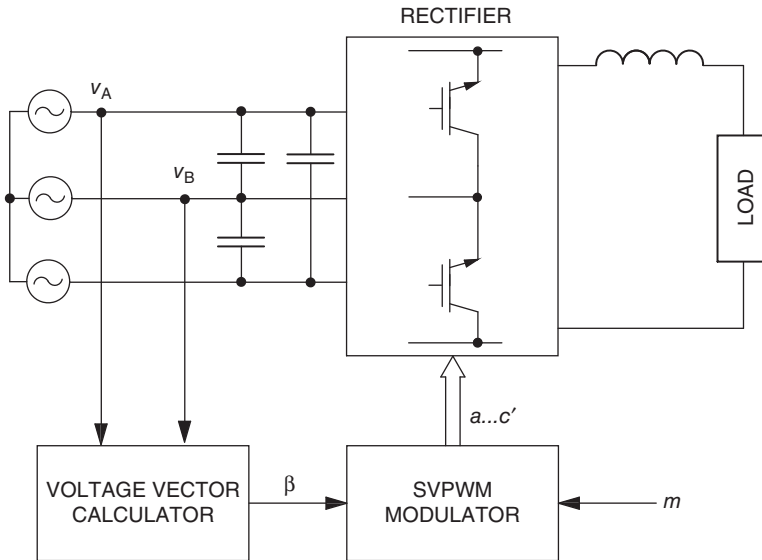 RECTIFIER
vA
vB
LOAD
a...c′
VOLTAGE VECTOR
CALCULATOR
β
SVPWM
MODULATOR
m